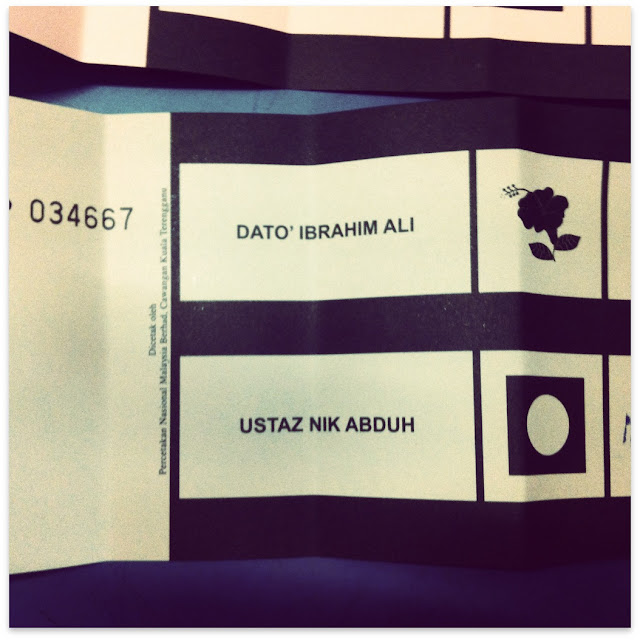 034667
Dicetak oleh
Percetakan Nasional Malaysia Berhad, Cawangan Kuala Terengganu
DATO' IBRAHIM ALI
USTAZ NIK ABDUH